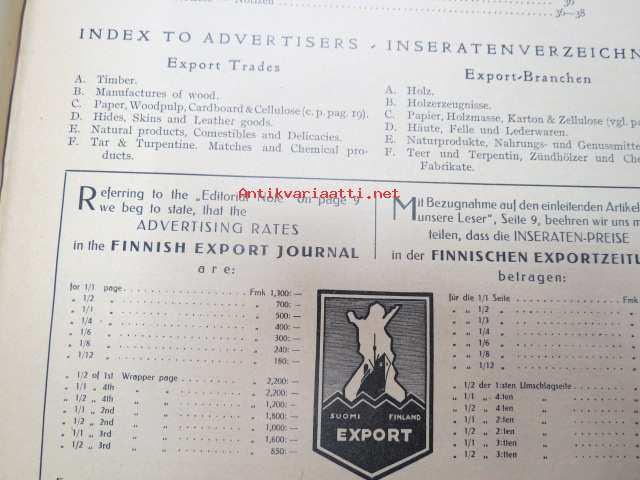 Notizen 36
36—38
INDEX TO ADVERTISERS - INSERATENVERZEICHN
Export Trades
A. Timber.
B. Manufactures of wood.
C. Paper, Woodpulp, Cardboard & Cellulose (c. p. pag. 19).
D. Hides, Skins and Leather goods.
E. Natural products, Comestibles and Delicacies.
F. Tar & Turpentine. Matches and Chemical pro-
ducts.
Export-Branchen
A. Holz.
B. Holzerzeugnisse.
C. Papier, Holzmasse, Karton & Zellulose (vgl. pa
D. Häute, Felle und Lederwaren.
E. Naturprodukte, Nahrungs- und Genussmitte
F. Teer und Terpentin, Zündhölzer und Che
Fabrikate.
Antikvariaatti.net
Referring to the „Editorial Note" on page 9
we beg to state, that the
ADVERTISING RATES
in the FINNISH EXPORT JOURNAL
are:
for 1/1 page . Fmk 1,300:—
„ 1/2 „ „ 700:—
„ 1/1 „ „ 500:—
„ 1/4 „ „ 400:—
„ 1/6 „ „ 300:—
„ 1/8 „ „ 240:—
„ 1/12 „ „ 160:—
„ 1/2 of 1st Wrapper page „ 2,200:—
„ 1/1 „ 4th „ „ „ 2,200:—
„ 1/2 „ 4th „ „ „ 1,200:—
„ 1/1 „ 2nd „ „ „ 1,800:—
„ 1/2 „ 2nd „ „ „ 1,000:—
„ 1/1 „ 3rd „ „ „ 1,600:—
„ 1/2 „ 3rd „ „ „ 850:—
SUOMI FINLAND
EXPORT
Mit Bezugnahme auf den einleitenden Artikel
unsere Leser", Seite 9, beehren wir uns m
teilen, dass die INSERATEN-PREISE
in der FINNISCHEN EXPORTZEITU
betragen:
für die 1/1 Seite . Fmk
„ „ 1/2 „
„ „ 1/3 „
„ „ 1/4 „
„ „ 1/6 „
„ „ 1/8 „
„ „ 1/12 „
„ 1/2 der 1:sten Umschlagseite .
„ 1/1 „ 4:ten „
„ 1/2 „ 4:ten „
„ 1/1 „ 2:ten „
„ 1/2 „ 2:ten „
„ 1/1 „ 3:tten „
„ 1/2 „ 3:tten „